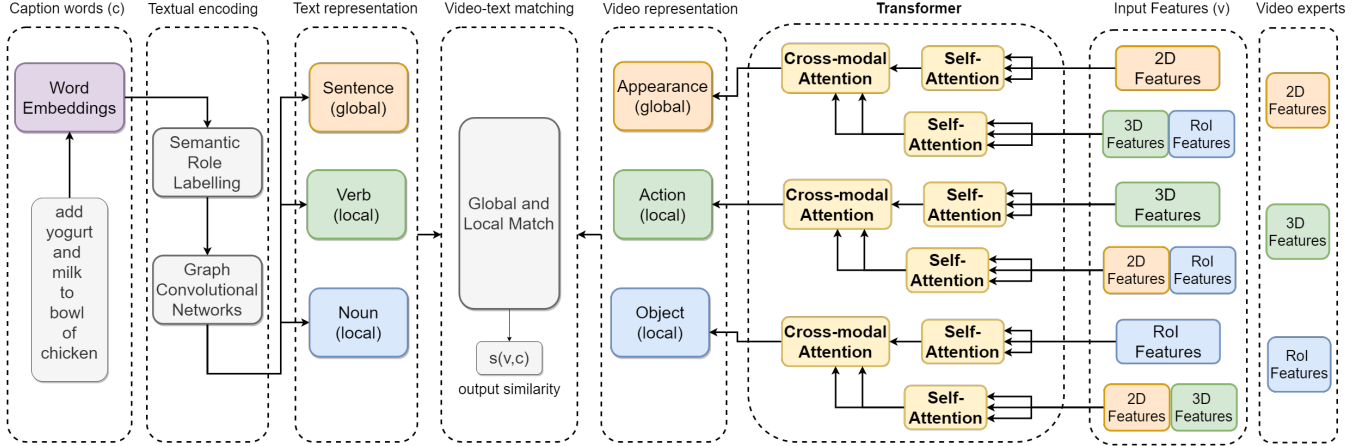 Caption words (c)
Textual encoding
Text representation
Video-text matching
Video representation
Transformer
Input Features (v)
Video experts
Word
Embeddings
add
yogurt
and
milk
to
bowl
of
chicken
Semantic
Role
Labelling
Graph
Convolutional
Networks
Sentence
(global)
Verb
(local)
Noun
(local)
Global and
Local Match
s(v,c)
output similarity
Appearance
(global)
Action
(local)
Object
(local)
Cross-modal
Attention
Self-
Attention
Self-
Attention
Cross-modal
Attention
Self-
Attention
Self-
Attention
Cross-modal
Attention
Self-
Attention
Self-
Attention
2D
Features
3D
Features
RoI
Features
3D
Features
2D
Features
RoI
Features
RoI
Features
2D
Features
3D
Features
2D
Features
3D
Features
RoI
Features